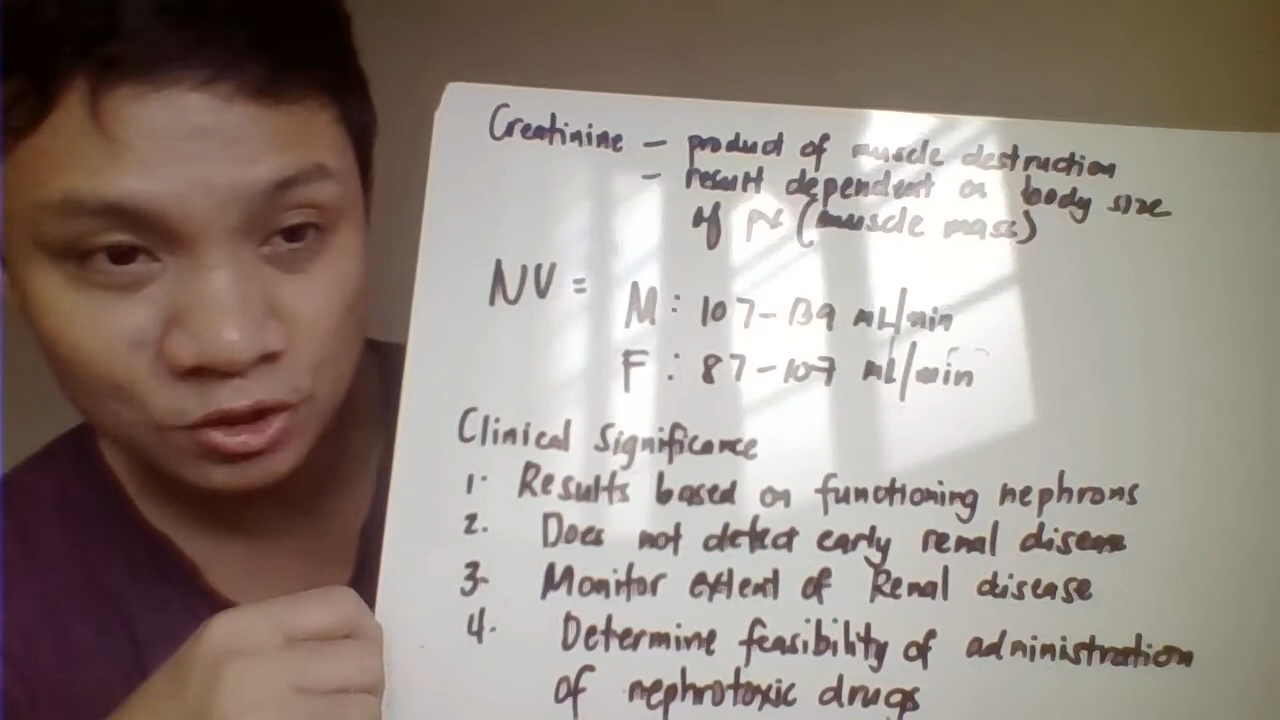 Creatinine - product of muscle destruction
- result dependent on body size
of pt (muscle mass)
NV = M: 107-139 mL/min
F: 87-107 mL/min
Clinical Significance
1. Results based on functioning nephrons
2. Does not detect early renal disease
3. Monitor extent of Renal disease
4. Determine feasibility of administration
of nephrotoxic drugs